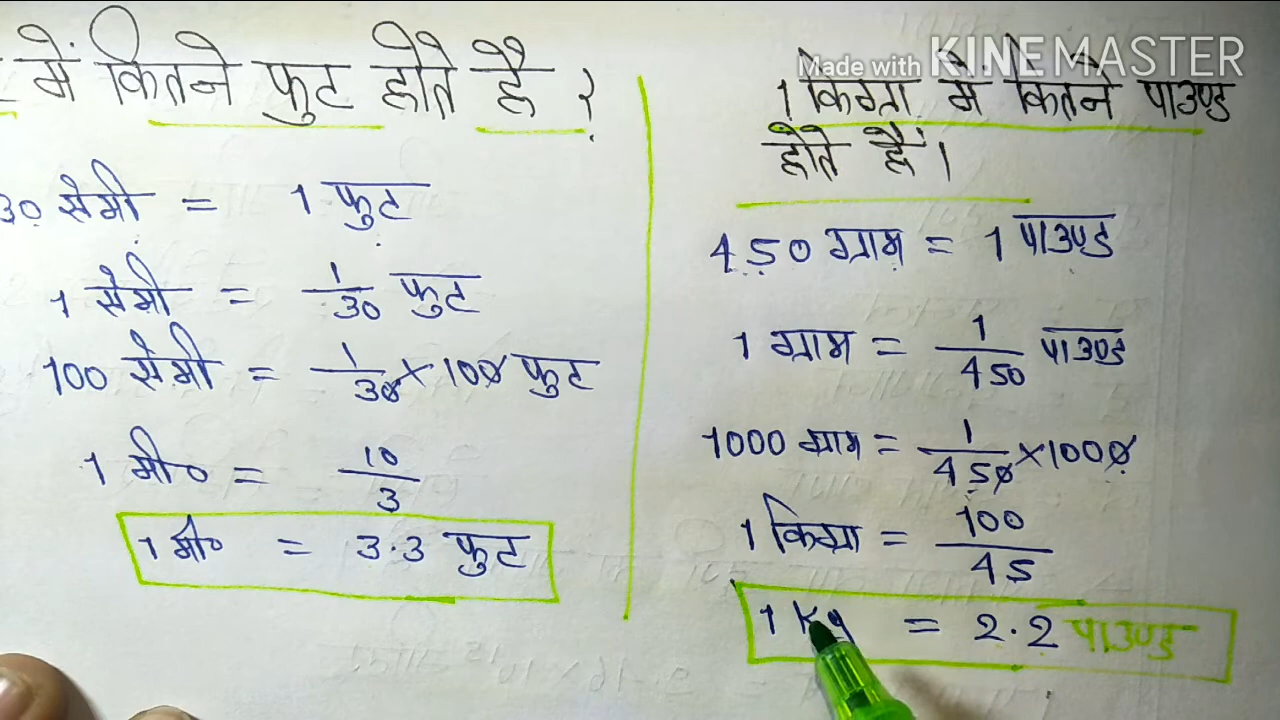 में कितने फुट होते है ?
30 सेमी = 1 फुट
1 सेमी = 1/30 फुट
100 सेमी = 1/30 × 100 फुट
1 मी० = 10/3
1 मी० = 3.3 फुट
Made with KINEMASTER
1 किग्रा में कितने पाउण्ड
होते हैं।
450 ग्राम = 1 पाउण्ड
1 ग्राम = 1/450 पाउण्ड
1000 ग्राम = 1/450 × 1000
1 किग्रा = 100/45
1 Kg = 2.2 पाउण्ड